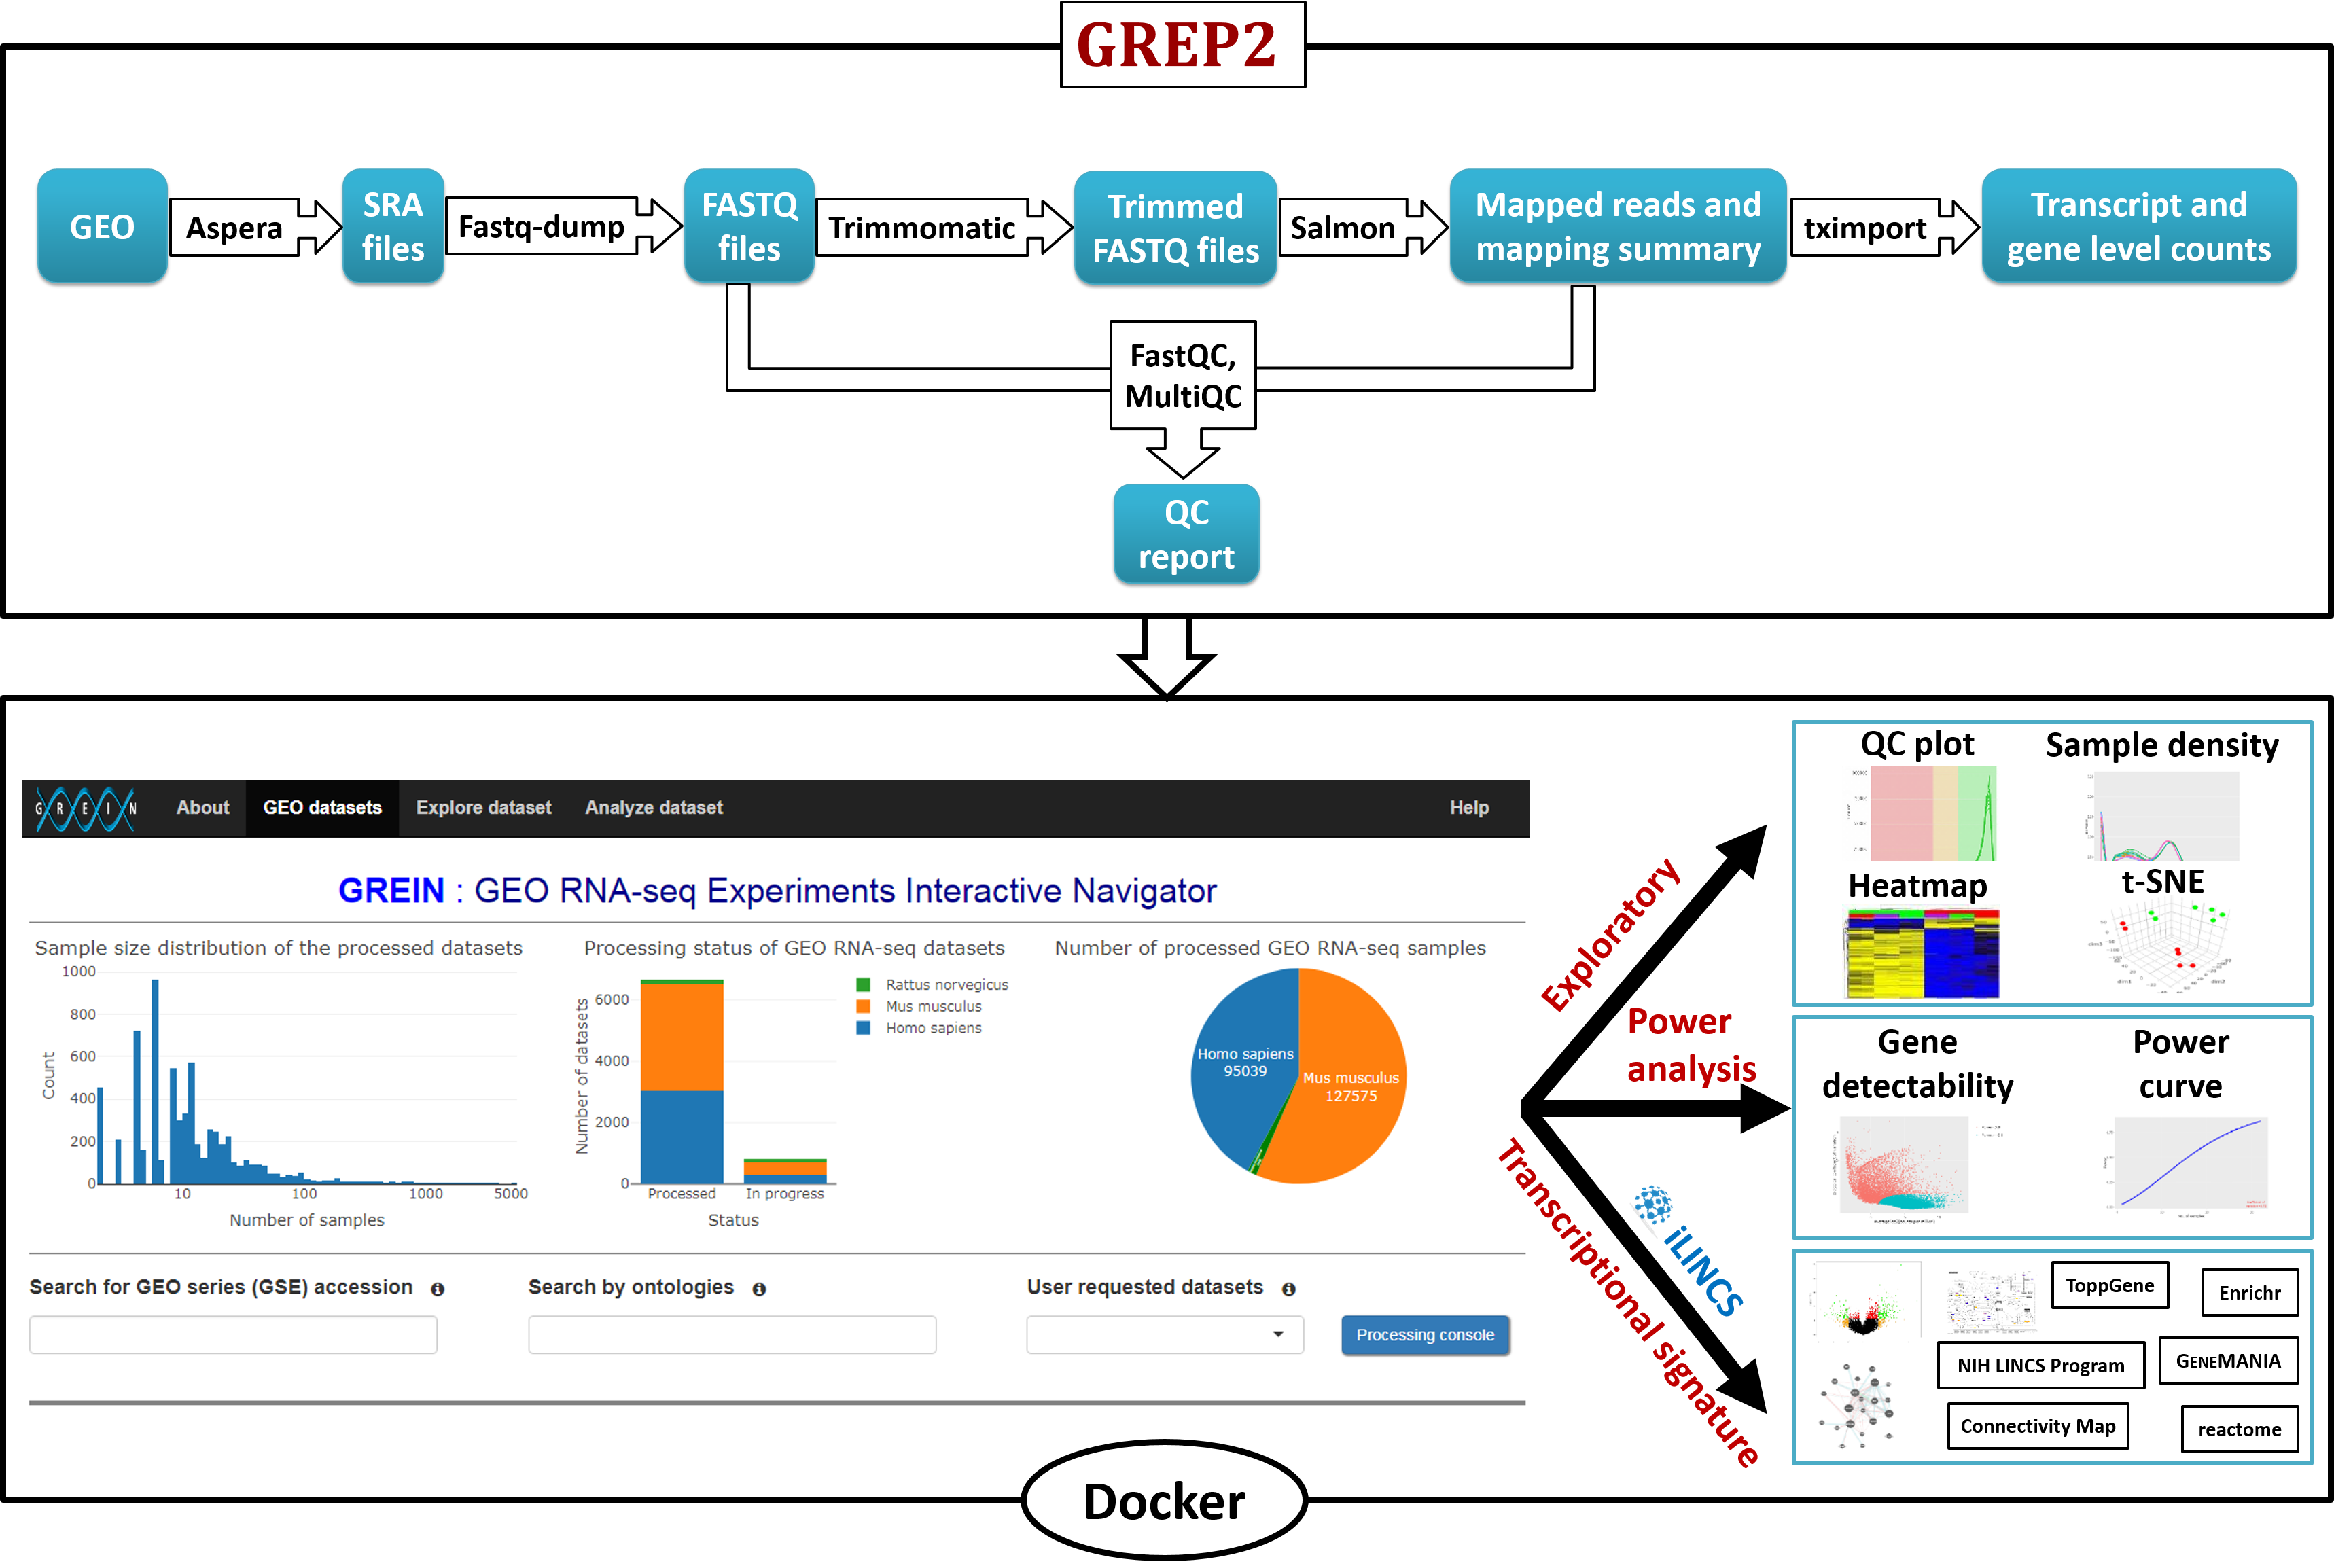 GREP2
GEO
Aspera
SRA
files
Fastq-dump
FASTQ
files
Trimmomatic
Trimmed
FASTQ files
Salmon
Mapped reads and
mapping summary
tximport
Transcript and
gene level counts
FastQC,
MultiQC
QC
report
GREIN
About
GEO datasets
Explore dataset
Analyze dataset
Help
GREIN : GEO RNA-seq Experiments Interactive Navigator
Sample size distribution of the processed datasets
Count
1000
800
600
400
200
0
10
100
1000
5000
Number of samples
Processing status of GEO RNA-seq datasets
Number of datasets
6000
4000
2000
0
Processed
In progress
Status
Rattus norvegicus
Mus musculus
Homo sapiens
Number of processed GEO RNA-seq samples
Homo sapiens
95039
Mus musculus
127575
Search for GEO series (GSE) accession
Search by ontologies
User requested datasets
Processing console
Exploratory
Power
analysis
Transcriptional signature
iLINCS
QC plot
Sample density
Heatmap
t-SNE
Gene
detectability
Power
curve
ToppGene
Enrichr
NIH LINCS Program
GENEMANIA
Connectivity Map
reactome
Docker